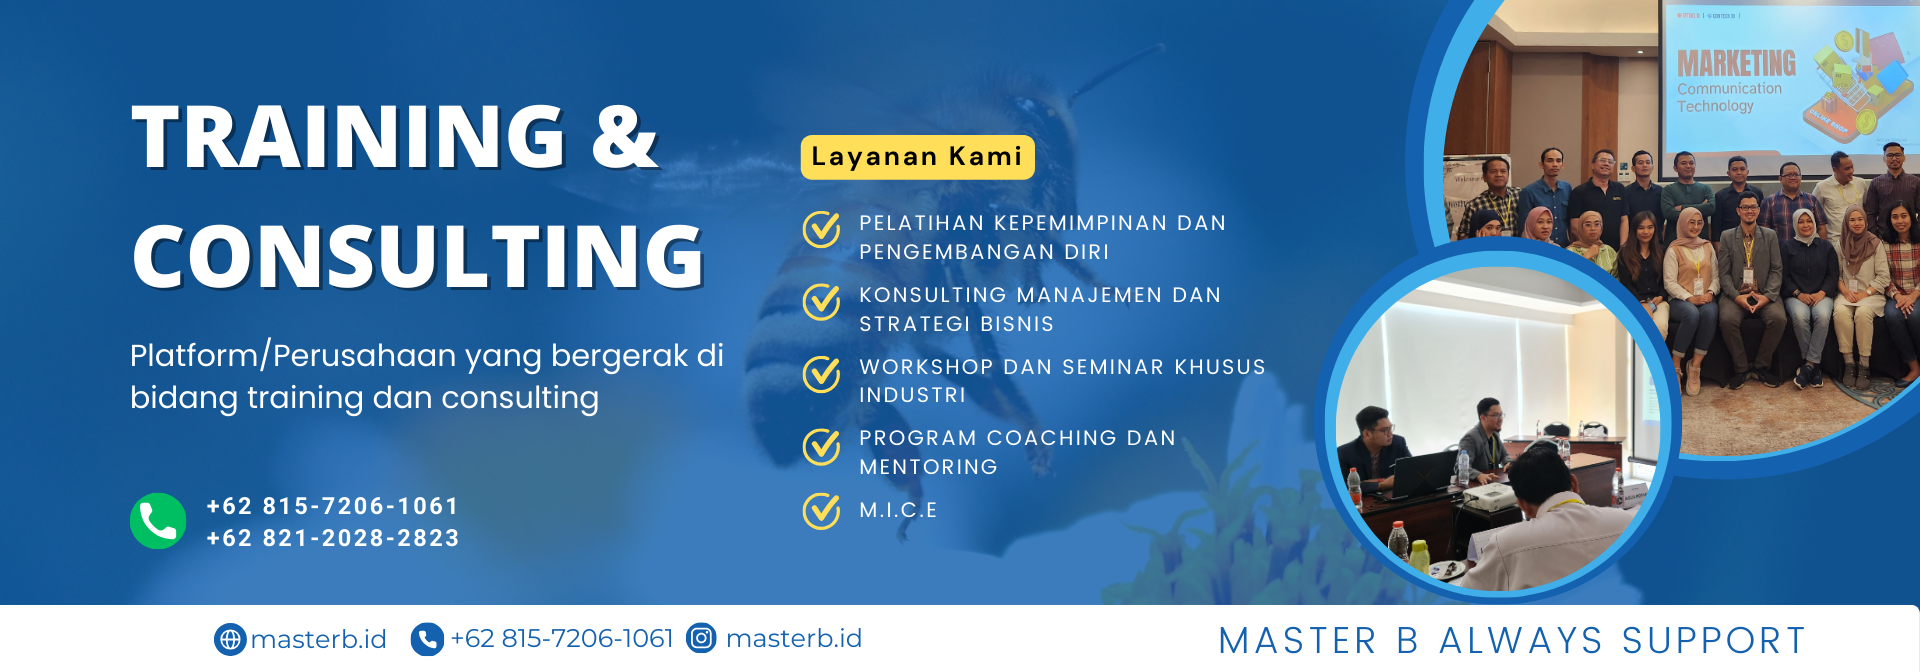 TRAINING &
CONSULTING
Platform/Perusahaan yang bergerak di
bidang training dan consulting
+62 815-7206-1061
+62 821-2028-2823
Layanan Kami
PELATIHAN KEPEMIMPINAN DAN
PENGEMBANGAN DIRI
KONSULTING MANAJEMEN DAN
STRATEGI BISNIS
WORKSHOP DAN SEMINAR KHUSUS
INDUSTRI
PROGRAM COACHING DAN
MENTORING
M.I.C.E
MARKETING
Communication
Technology
ONLINE SHOP
masterb.id
+62 815-7206-1061
masterb.id
MASTER B ALWAYS SUPPORT